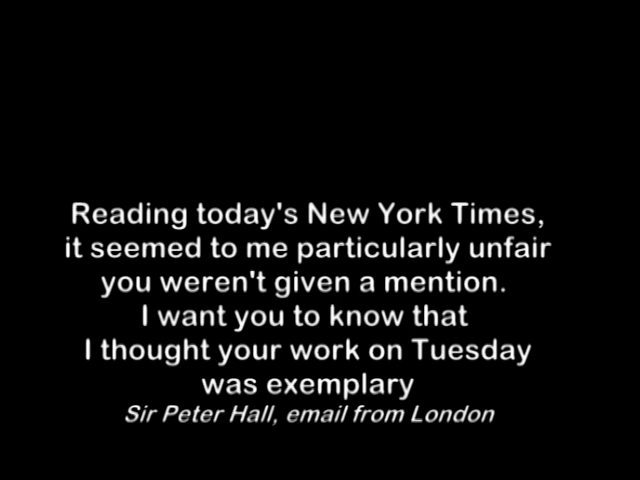 Reading today's New York Times,
it seemed to me particularly unfair
you weren't given a mention.
I want you to know that
I thought your work on Tuesday
was exemplary
Sir Peter Hall, email from London